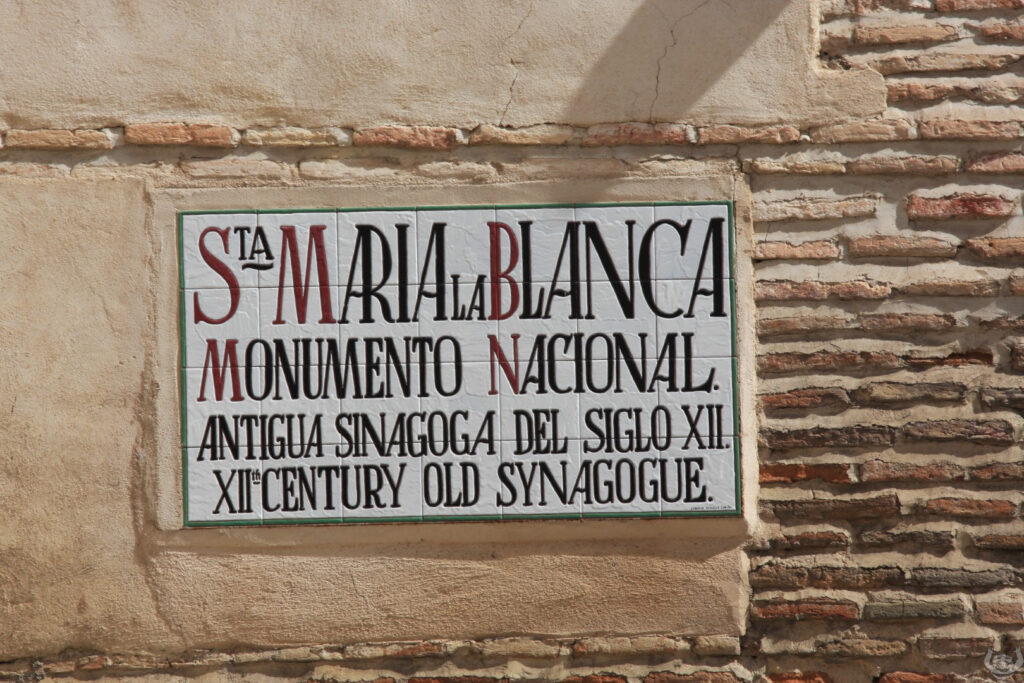 STA MARIA LA BLANCA
MONUMENTO NACIONAL.
ANTIGUA SINAGOGA DEL SIGLO XII.
XIIth CENTURY OLD SYNAGOGUE.